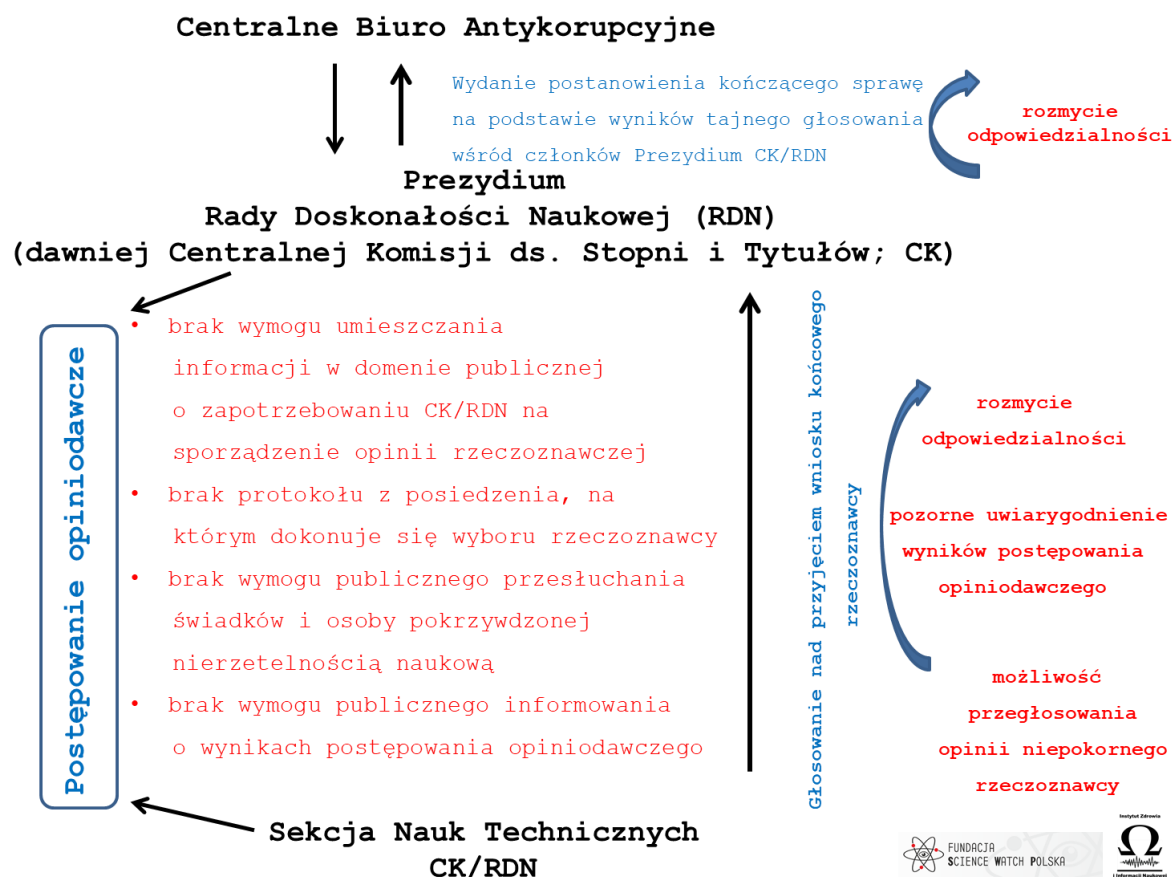 Centralne Biuro Antykorupcyjne
Wydanie postanowienia kończącego sprawę
na podstawie wyników tajnego głosowania
wśród członków Prezydium CK/RDN
rozmycie
odpowiedzialności
Prezydium
Rady Doskonałości Naukowej (RDN)
(dawniej Centralnej Komisji ds. Stopni i Tytułów; CK)
Postępowanie opiniodawcze
• brak wymogu umieszczania
informacji w domenie publicznej
o zapotrzebowaniu CK/RDN na
sporządzenie opinii rzeczoznawczej
• brak protokołu z posiedzenia, na
którym dokonuje się wyboru rzeczoznawcy
• brak wymogu publicznego przesłuchania
świadków i osoby pokrzywdzonej
nierzetelnością naukową
• brak wymogu publicznego informowania
o wynikach postępowania opiniodawczego
Głosowanie nad przyjęciem wniosku końcowego
rzeczoznawcy
rozmycie
odpowiedzialności
pozorne uwiarygodnienie
wyników postępowania
opiniodawczego
możliwość
przegłosowania
opinii niepokornego
rzeczoznawcy
Sekcja Nauk Technicznych
CK/RDN
FUNDACJA
SCIENCE WATCH POLSKA
Instytut Zdrowia
Ω
i Informacji Naukowej